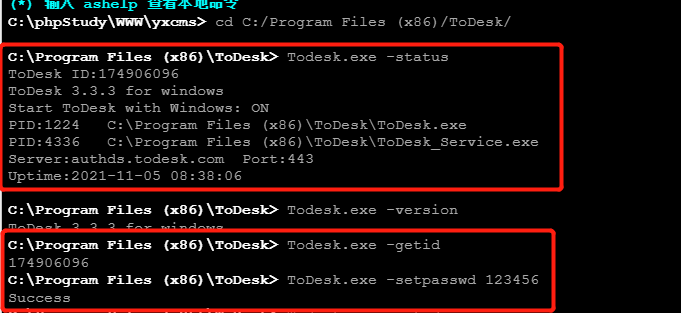 (*) 输入 ashelp 查看本地命令
C:\phpStudy\WWW\yxcms> cd C:/Program Files (x86)/ToDesk/
C:\Program Files (x86)\ToDesk> Todesk.exe -status
ToDesk ID:174906096
ToDesk 3.3.3 for windows
Start ToDesk with Windows: ON
PID:1224   C:\Program Files (x86)\ToDesk\ToDesk.exe
PID:4336   C:\Program Files (x86)\ToDesk\ToDesk_Service.exe
Server:authds.todesk.com  Port:443
Uptime:2021-11-05 08:38:06
C:\Program Files (x86)\ToDesk> Todesk.exe -version
ToDesk 3.3.3 for windows
C:\Program Files (x86)\ToDesk> Todesk.exe -getid
174906096
C:\Program Files (x86)\ToDesk> ToDesk.exe -setpasswd 123456
Success